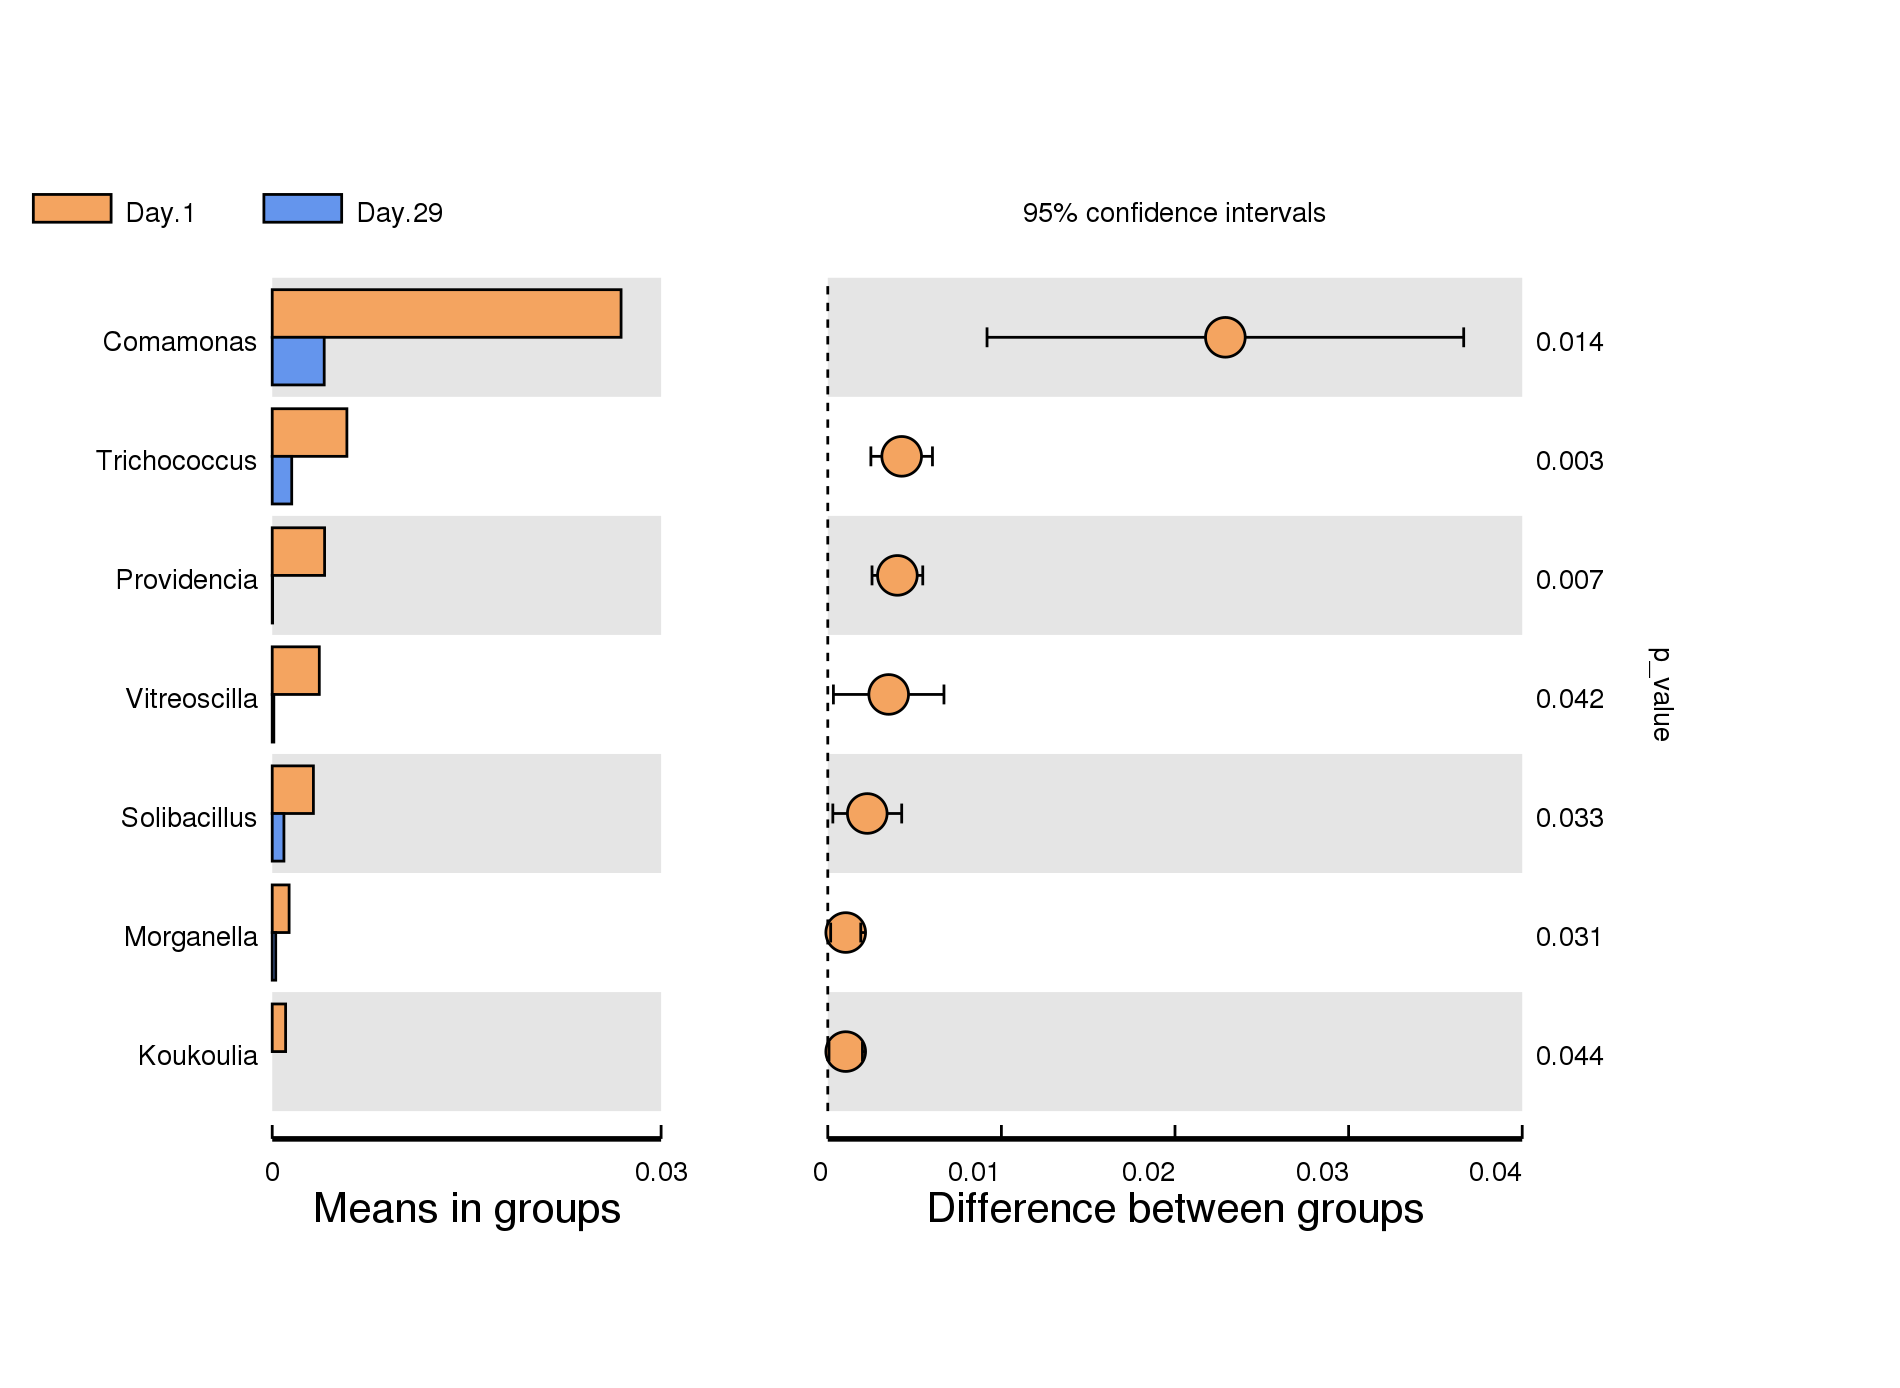 Day.1 Day.29 95% confidence intervals
Comamonas 0.014
Trichococcus 0.003
Providencia 0.007
Vitreoscilla 0.042
p_value
Solibacillus 0.033
Morganella 0.031
Koukoulia 0.044
0 0.03 0 0.01 0.02 0.03 0.04
Means in groups Difference between groups